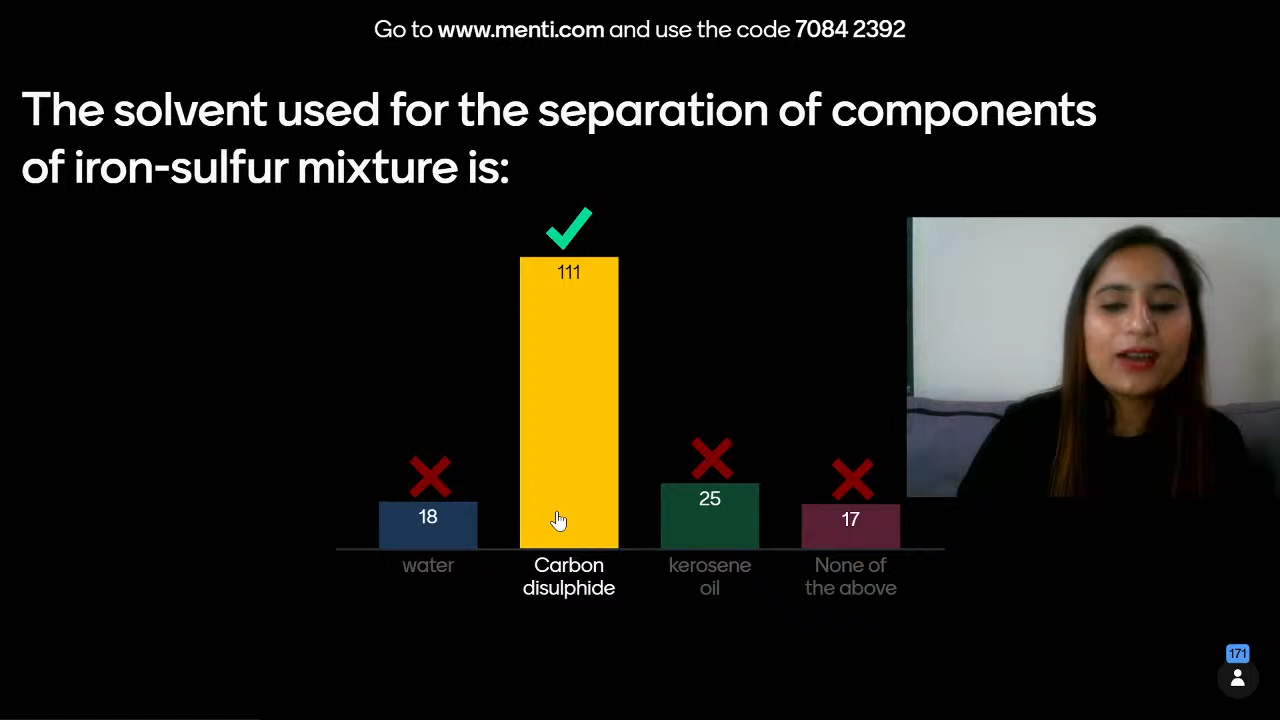 Go to www.menti.com and use the code 7084 2392
The solvent used for the separation of components
of iron-sulfur mixture is:
111
18
25
17
water
Carbon
disulphide
kerosene
oil
None of
the above
171